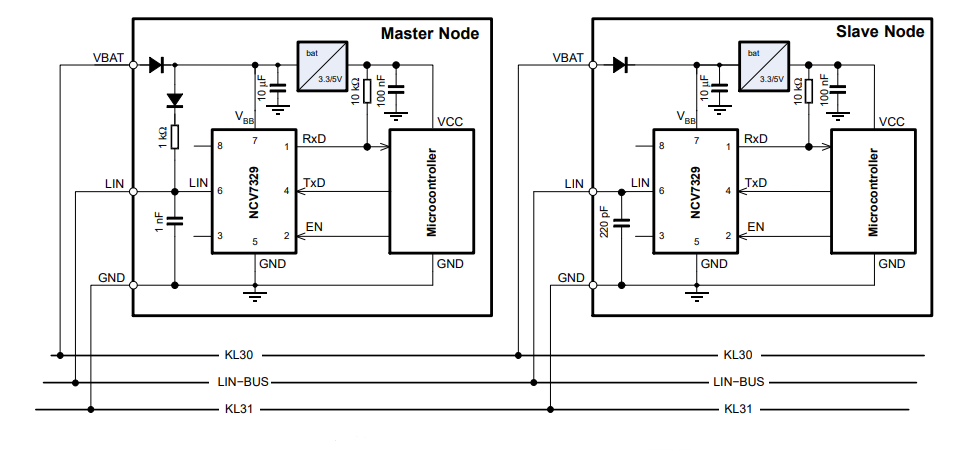 Master Node
VBAT
bat
3.3/5V
10 µF
10 kΩ
100 nF
1 kΩ
VBB
VCC
8
7
1
RxD
LIN
LIN
6
NCV7329
4
TxD
Microcontroller
1 nF
3
5
2
EN
GND
GND
GND
Slave Node
VBAT
bat
3.3/5V
10 µF
10 kΩ
100 nF
VBB
VCC
8
7
1
RxD
LIN
LIN
6
NCV7329
4
TxD
Microcontroller
220 pF
3
5
2
EN
GND
GND
GND
KL30
KL30
LIN−BUS
LIN−BUS
KL31
KL31